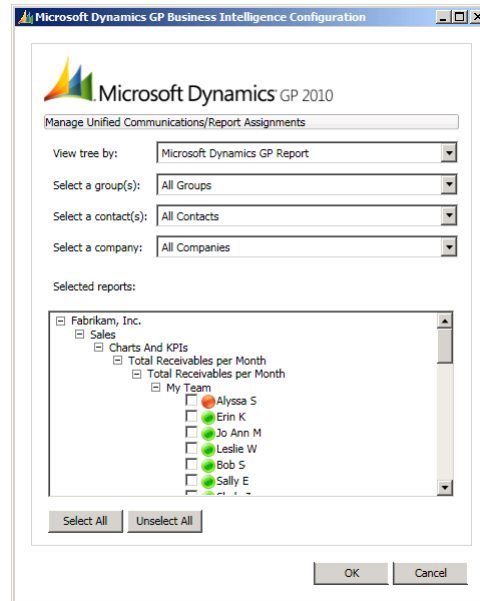 Microsoft Dynamics GP Business Intelligence Configuration
Microsoft Dynamics GP 2010
Manage Unified Communications/Report Assignments
View tree by: Microsoft Dynamics GP Report
Select a group(s): All Groups
Select a contact(s): All Contacts
Select a company: All Companies
Selected reports:
Fabrikam, Inc.
Sales
Charts And KPIs
Total Receivables per Month
Total Receivables per Month
My Team
Alyssa S
Erin K
Jo Ann M
Leslie W
Bob S
Sally E
Select All Unselect All
OK Cancel